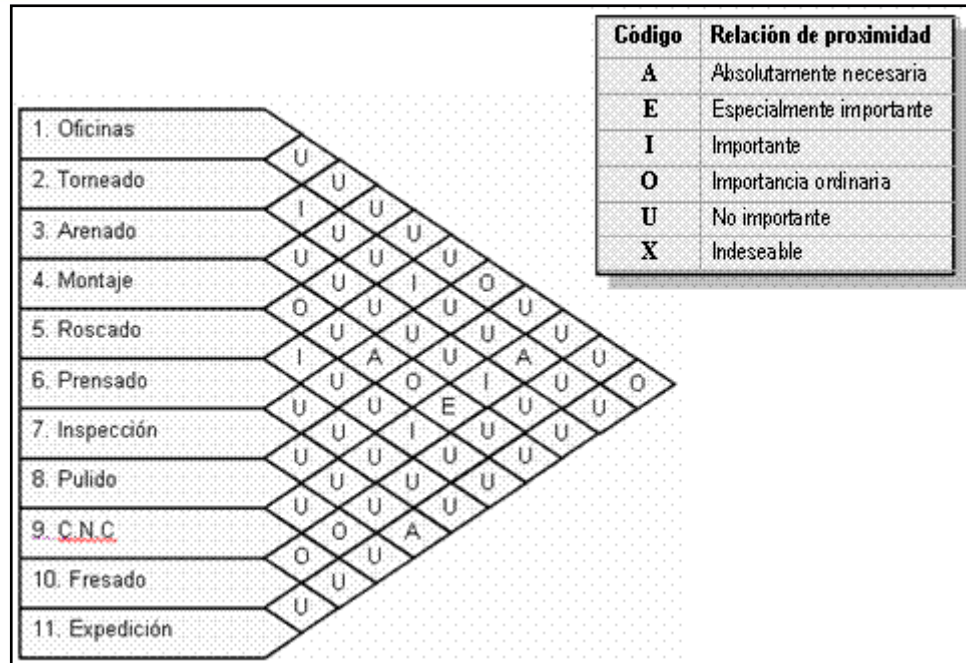 Código Relación de proximidad
A Absolutamente necesaria
E Especialmente importante
I Importante
O Importancia ordinaria
U No importante
X Indeseable
1. Oficinas
U
2. Torneado U
I U
3. Arenado U U
U U U
4. Montaje U I O
O U U U
5. Roscado U U U U
I A U A U
6. Prensado U O I U O
U U E U U
7. Inspección U I U U
U U U U
8. Pulido U U U
U U U
9. C.N.C O A
O U
10. Fresado U
U
11. Expedición